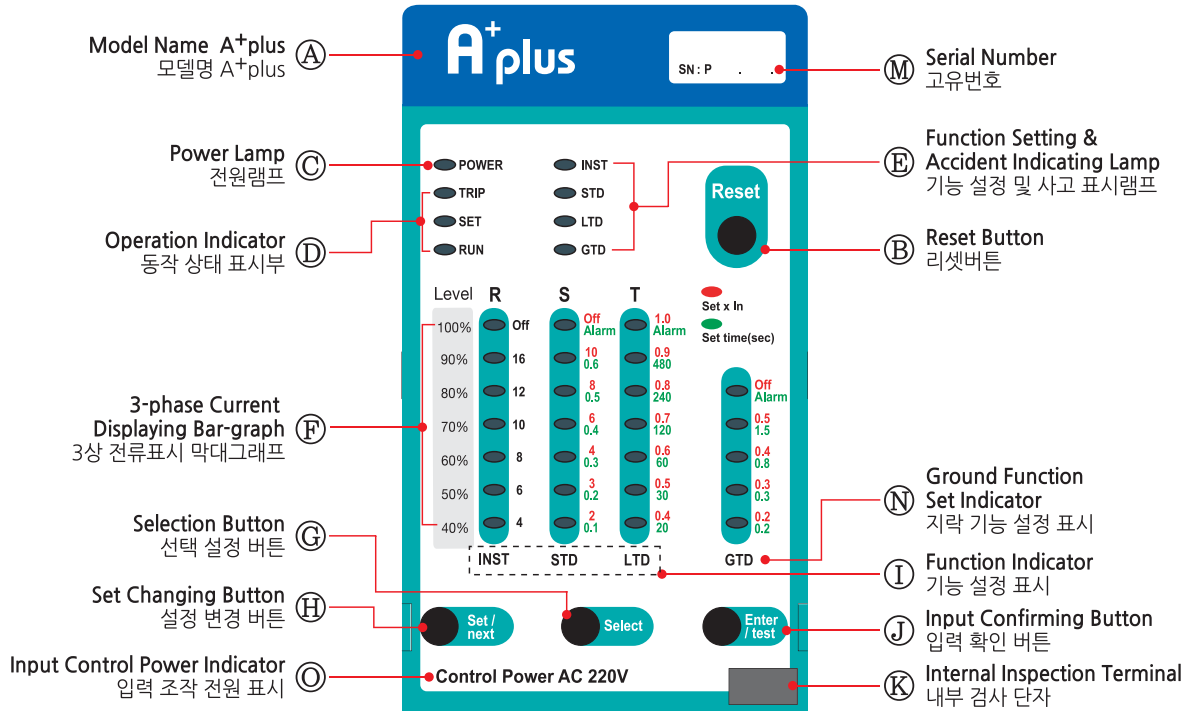 Model Name A+plus
모델명 A+plus
Ⓐ
A+plus
SN : P . .
Ⓜ
Serial Number
고유번호
Power Lamp
전원램프
Ⓒ
Operation Indicator
동작 상태 표시부
Ⓓ
POWER
TRIP
SET
RUN
INST
STD
LTD
GTD
Reset
Function Setting &
Accident Indicating Lamp
기능 설정 및 사고 표시램프
Ⓔ
Ⓑ
Reset Button
리셋버튼
Level R S T
Set x In
Set time(sec)
100% Off Off 1.0
Alarm Alarm
90% 16 10 0.9
0.6 480
80% 12 8 0.8 Off
0.5 240 Alarm
70% 10 6 0.7 0.5
0.4 120 1.5
60% 8 4 0.6 0.4
0.3 60 0.8
50% 6 3 0.5 0.3
0.2 30 0.3
40% 4 2 0.4 0.2
0.1 20 0.2
INST STD LTD GTD
3-phase Current
Displaying Bar-graph
3상 전류표시 막대그래프
Ⓕ
Selection Button
선택 설정 버튼
Ⓖ
Set Changing Button
설정 변경 버튼
Ⓗ
Input Control Power Indicator
입력 조작 전원 표시
Ⓞ
Ground Function
Set Indicator
지락 기능 설정 표시
Ⓝ
Function Indicator
기능 설정 표시
Ⓘ
Input Confirming Button
입력 확인 버튼
Ⓙ
Internal Inspection Terminal
내부 검사 단자
Ⓚ
Set /
next
Select
Enter
/ test
Control Power AC 220V